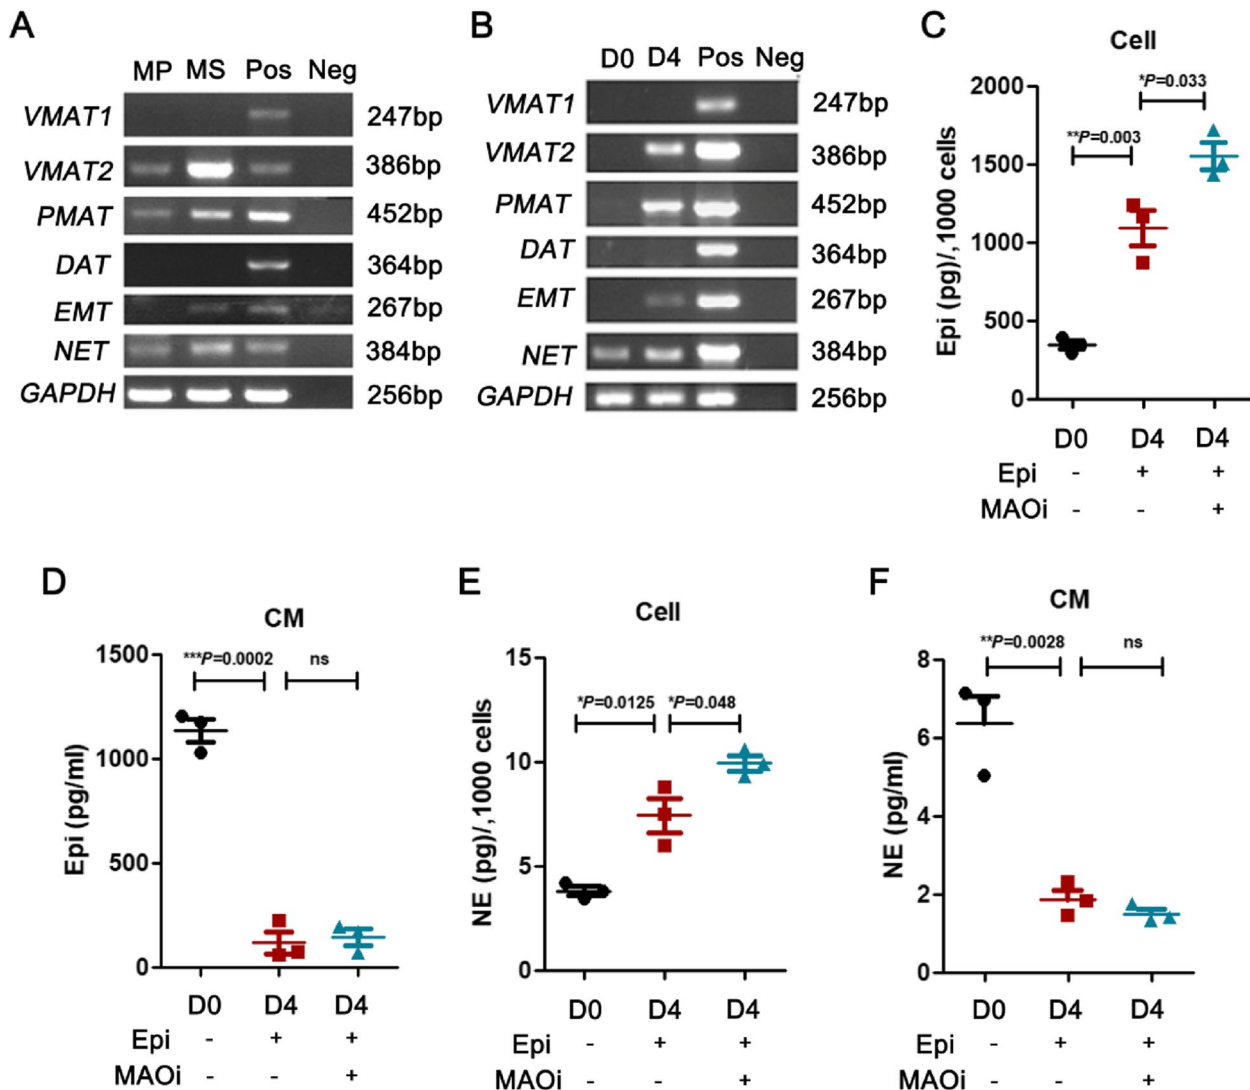 A
MP MS Pos Neg
VMAT1 247bp
VMAT2 386bp
PMAT 452bp
DAT 364bp
EMT 267bp
NET 384bp
GAPDH 256bp
B
D0 D4 Pos Neg
VMAT1 247bp
VMAT2 386bp
PMAT 452bp
DAT 364bp
EMT 267bp
NET 384bp
GAPDH 256bp
C
Cell
*P=0.033
**P=0.003
Epi (pg)/,1000 cells
2000
1500
1000
500
0
D0 D4 D4
Epi - + +
MAOi - - +
D
CM
***P=0.0002 ns
Epi (pg/ml)
1500
1000
500
0
D0 D4 D4
Epi - + +
MAOi - - +
E
Cell
*P=0.0125 *P=0.048
NE (pg)/,1000 cells
15
10
5
0
D0 D4 D4
Epi - + +
MAOi - - +
F
CM
**P=0.0028 ns
NE (pg/ml)
8
6
4
2
0
D0 D4 D4
Epi - + +
MAOi - - +